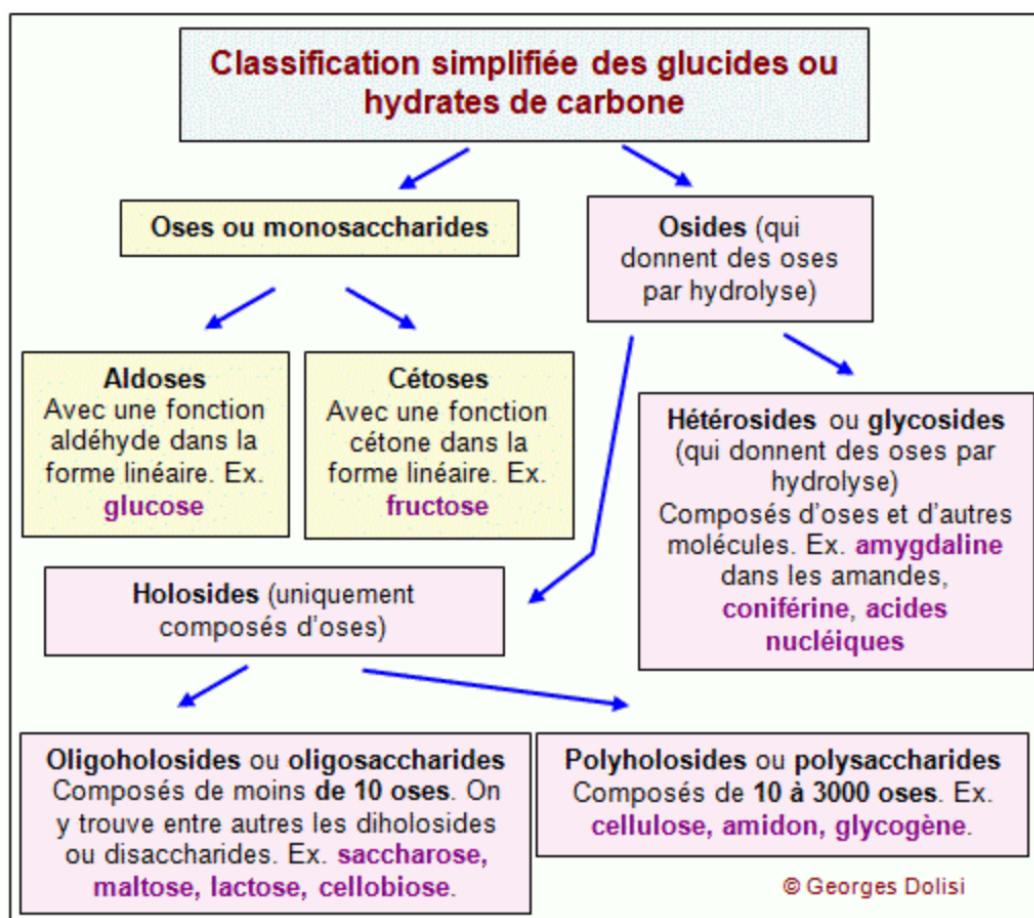 Classification simplifiée des glucides ou
hydrates de carbone
Oses ou monosaccharides
Osides (qui
donnent des oses
par hydrolyse)
Aldoses
Avec une fonction
aldéhyde dans la
forme linéaire. Ex.
glucose
Cétoses
Avec une fonction
cétone dans la
forme linéaire. Ex.
fructose
Hétérosides ou glycosides
(qui donnent des oses par
hydrolyse)
Composés d'oses et d'autres
molécules. Ex. amygdaline
dans les amandes,
coniférine, acides
nucléiques
Holosides (uniquement
composés d'oses)
Oligoholosides ou oligosaccharides
Composés de moins de 10 oses. On
y trouve entre autres les diholosides
ou disaccharides. Ex. saccharose,
maltose, lactose, cellobiose.
Polyholosides ou polysaccharides
Composés de 10 à 3000 oses. Ex.
cellulose, amidon, glycogène.
© Georges Dolisi